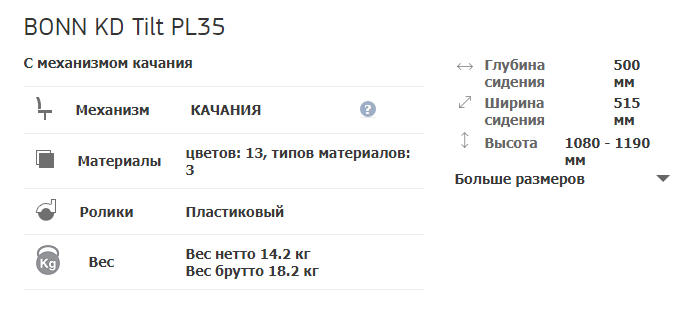 BONN KD Tilt PL35
С механизмом качания
Механизм КАЧАНИЯ ?
Материалы цветов: 13, типов материалов:
3
Ролики Пластиковый
Kg Вес Вес нетто 14.2 кг
Вес брутто 18.2 кг
Глубина 500
сидения мм
Ширина 515
сидения мм
Высота 1080 - 1190
мм
Больше размеров